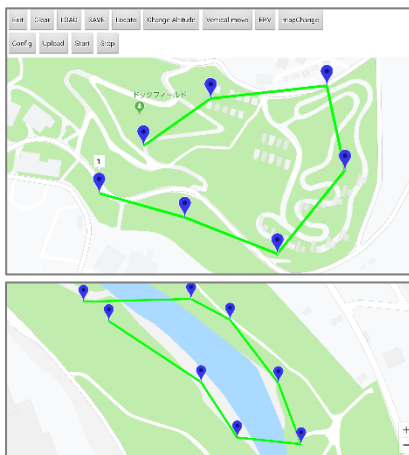 Exit Clear LOAD SAVE Locate Change Altitude Vertical move FPV mapChange
Config Upload Start Stop
ドックフィールド
1
+
−